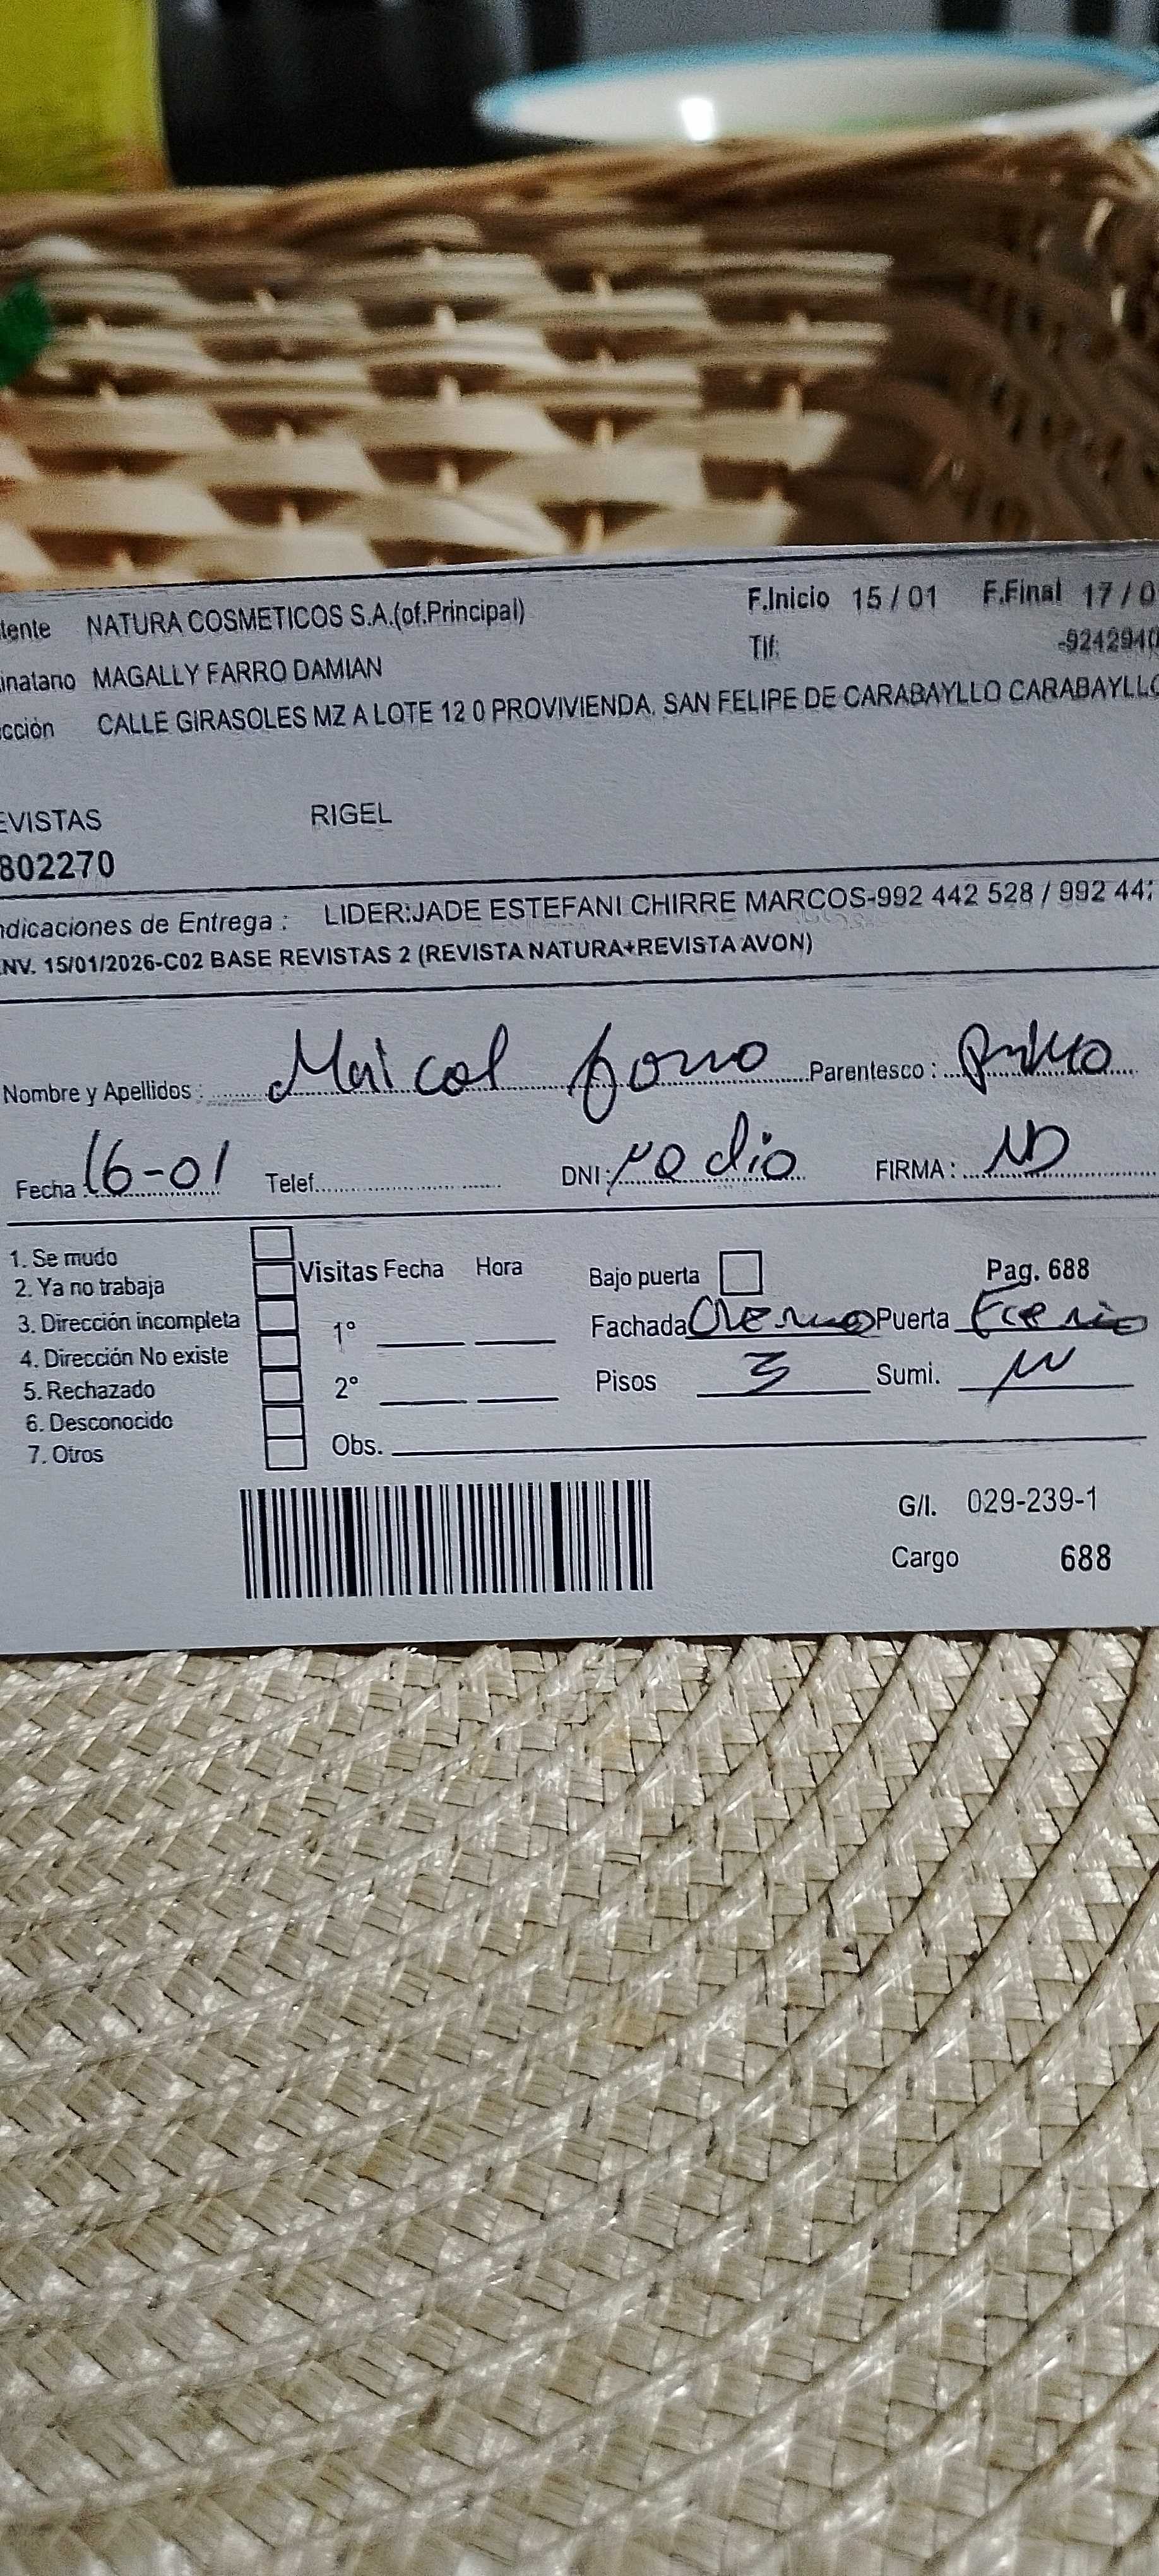 lente NATURA COSMETICOS S.A.(of.Principal) F.Inicio 15 / 01 F.Final 17 / 0
inatario MAGALLY FARRO DAMIAN Tlf: -9242940
cción CALLE GIRASOLES MZ A LOTE 12 0 PROVIVIENDA. SAN FELIPE DE CARABAYLLO CARABAYLLO
EVISTAS RIGEL
802270
ndicaciones de Entrega : LIDER:JADE ESTEFANI CHIRRE MARCOS-992 442 528 / 992 44
NV. 15/01/2026-C02 BASE REVISTAS 2 (REVISTA NATURA+REVISTA AVON)
Nombre y Apellidos : Maicol Parentesco : primo
Fecha 16-01 Telef. DNI: no dio FIRMA : ND
1. Se mudo
2. Ya no trabaja Visitas Fecha Hora Bajo puerta Pag. 688
3. Dirección incompleta 1° Fachada Puerta
4. Dirección No existe
5. Rechazado 2° Pisos 3 Sumi.
6. Desconocido
7. Otros Obs.
G/I. 029-239-1
Cargo 688